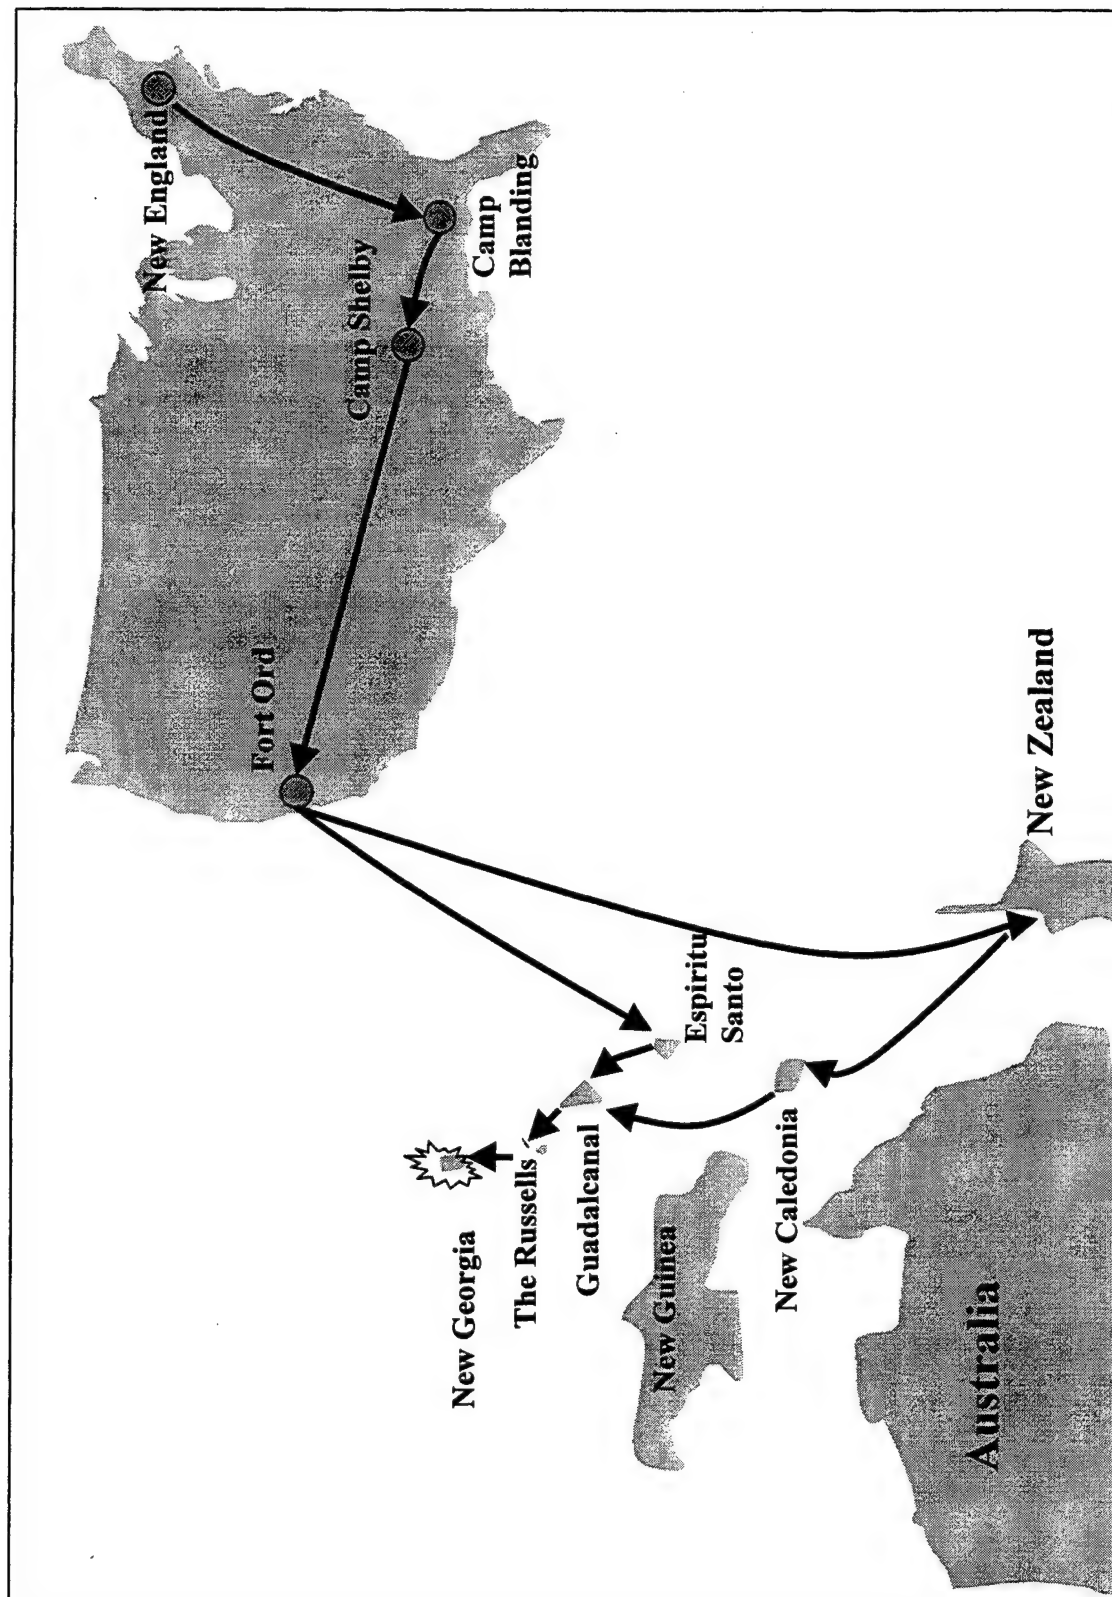 New England
Camp
Blanding
Camp Shelby
Fort Ord
New Zealand
Espiritu
Santo
New Caledonia
Guadalcanal
The Russells
New Georgia
New Guinea
Australia